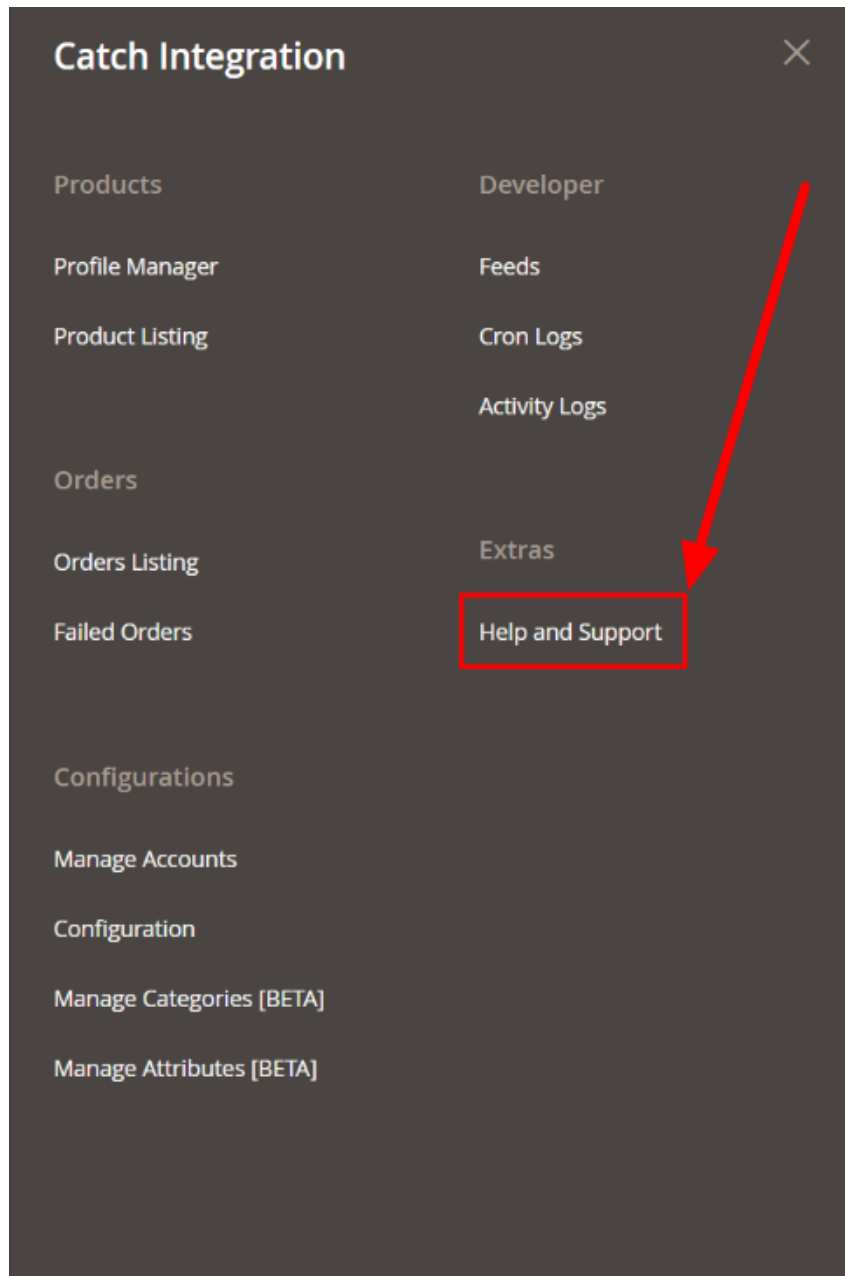 Catch Integration
Products
Profile Manager
Product Listing
Orders
Orders Listing
Failed Orders
Configurations
Manage Accounts
Configuration
Manage Categories [BETA]
Manage Attributes [BETA]
Developer
Feeds
Cron Logs
Activity Logs
Extras
Help and Support